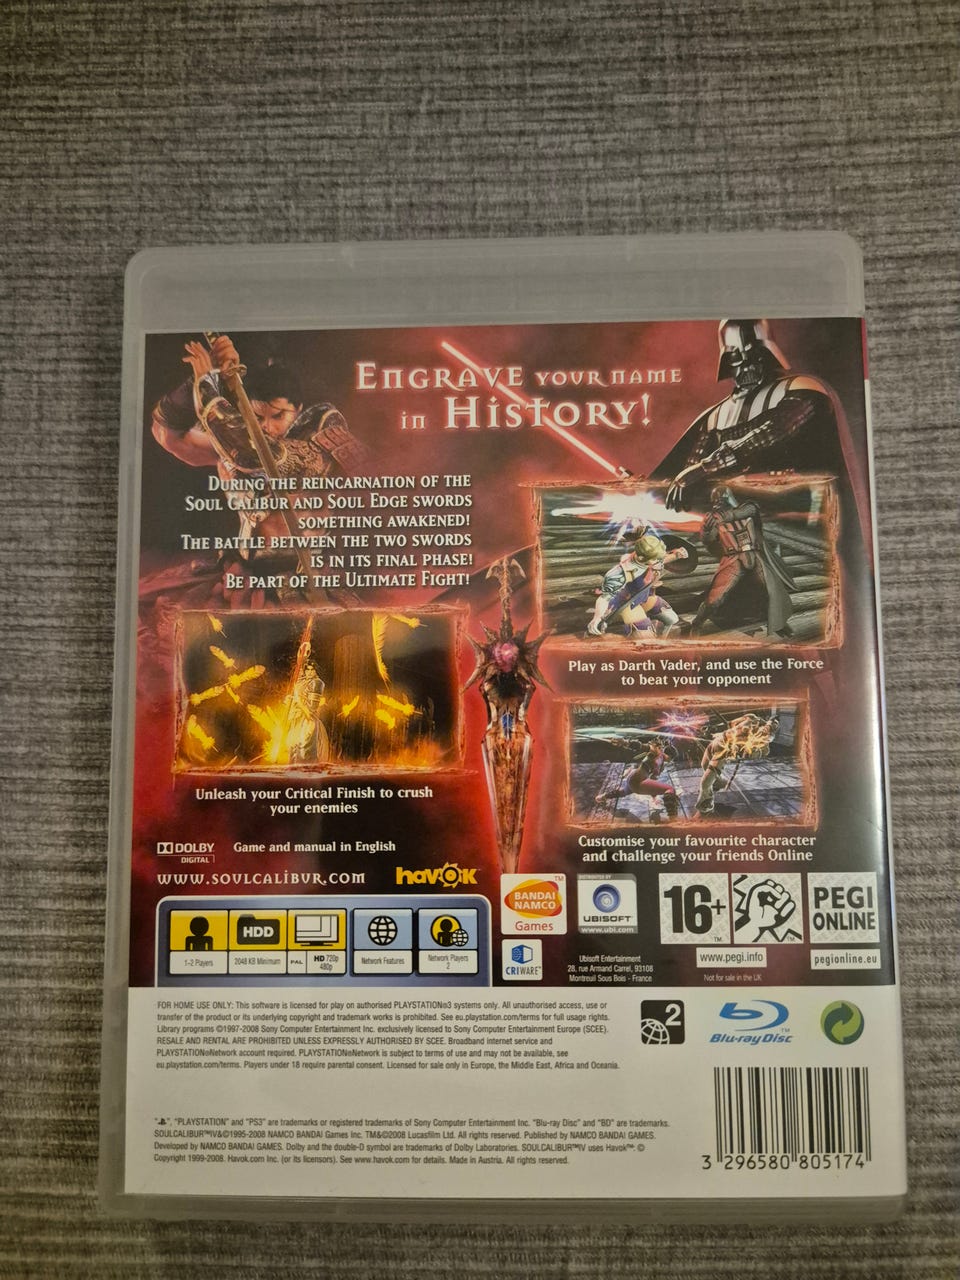 ENGRAVE YOUR NAME
IN HISTORY!
DURING THE REINCARNATION OF THE
SOUL CALIBUR AND SOUL EDGE SWORDS
SOMETHING AWAKENED!
THE BATTLE BETWEEN THE TWO SWORDS
IS IN ITS FINAL PHASE!
BE PART OF THE ULTIMATE FIGHT!
Play as Darth Vader, and use the Force
to beat your opponent
Unleash your Critical Finish to crush
your enemies
Customise your favourite character
and challenge your friends Online
DOLBY
DIGITAL
Game and manual in English
WWW.SOULCALIBUR.COM
havok
BANDAI
NAMCO
Games
TM
DISTRIBUTED BY
UBISOFT
www.ubi.com
16+
TM
PEGI
ONLINE
HDD
1-2 Players
2048 KB Minimum
PAL
HD 720p
480p
Network Features
Network Players
2
CRIWARE
Ubisoft Entertainment
28, rue Armand Carrel, 93108
Montreuil Sous Bois - France
www.pegi.info
Not for sale in the UK
pegionline.eu
FOR HOME USE ONLY: This software is licensed for play on authorised PLAYSTATION®3 systems only. All unauthorised access, use or
transfer of the product or its underlying copyright and trademark works is prohibited. See eu.playstation.com/terms for full usage rights.
Library programs ©1997-2008 Sony Computer Entertainment Inc. exclusively licensed to Sony Computer Entertainment Europe (SCEE).
RESALE AND RENTAL ARE PROHIBITED UNLESS EXPRESSLY AUTHORISED BY SCEE. Broadband internet service and
PLAYSTATION®Network account required. PLAYSTATION®Network is subject to terms of use and may not be available, see
eu.playstation.com/terms. Players under 18 require parental consent. Licensed for sale only in Europe, the Middle East, Africa and Oceania.
2
Blu-ray Disc
TM
"", "PLAYSTATION" and "PS3" are trademarks or registered trademarks of Sony Computer Entertainment Inc. "Blu-ray Disc" and "BD" are trademarks.
SOULCALIBUR™IV&©1995-2008 NAMCO BANDAI Games Inc. TM&©2008 Lucasfilm Ltd. All rights reserved. Published by NAMCO BANDAI GAMES.
Developed by NAMCO BANDAI GAMES. Dolby and the double-D symbol are trademarks of Dolby Laboratories. SOULCALIBUR™IV uses Havok™: ©
Copyright 1999-2008. Havok.com Inc. (or its licensors). See www.havok.com for details. Made in Austria. All rights reserved.
3 296580 805174